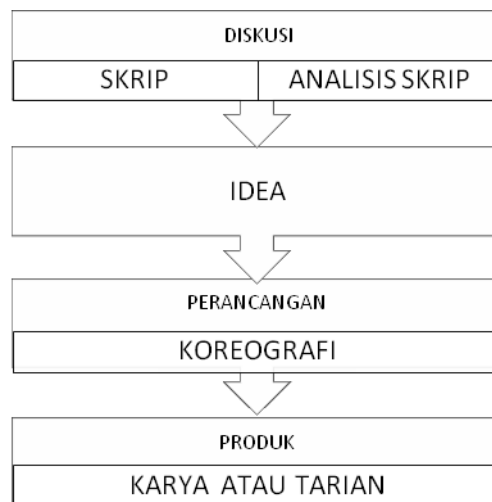 DISKUSI
SKRIP ANALISIS SKRIP
IDEA
PERANCANGAN
KOREOGRAFI
PRODUK
KARYA ATAU TARIAN